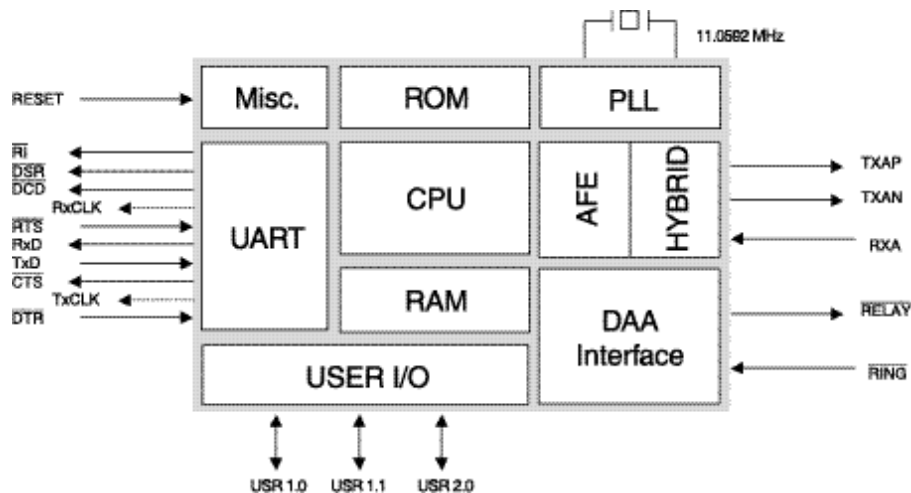 11.0592 MHz
RESET
Misc.
ROM
PLL
RI
DSR
DCD
RxCLK
RTS
RxD
TxD
CTS
TxCLK
DTR
UART
CPU
AFE
HYBRID
TXAP
TXAN
RXA
RAM
DAA
Interface
RELAY
RING
USER I/O
USR 1.0
USR 1.1
USR 2.0